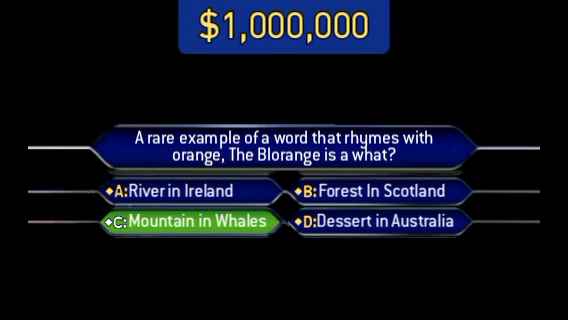 $1,000,000
A rare example of a word that rhymes with
orange, The Blorange is a what?
A:River in Ireland
B: Forest In Scotland
C:Mountain in Whales
D:Dessert in Australia